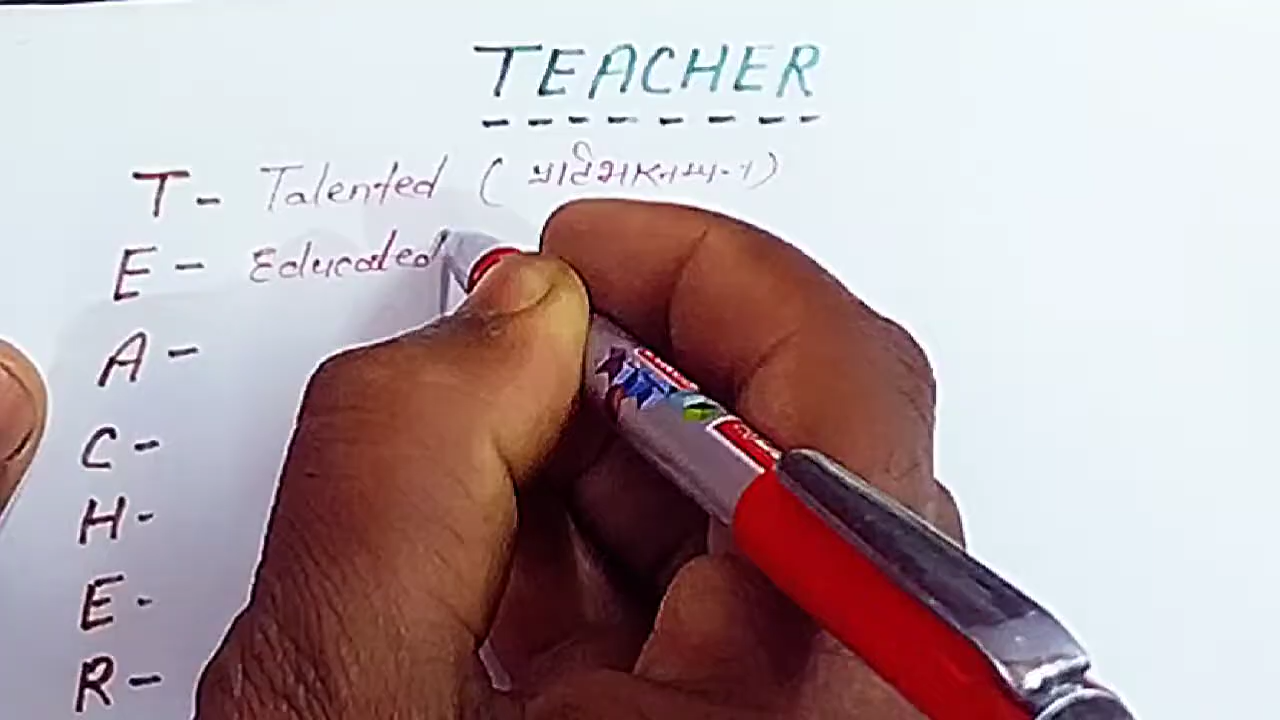 TEACHER
T - Talented (
E - Educated
A -
C -
H -
E -
R -